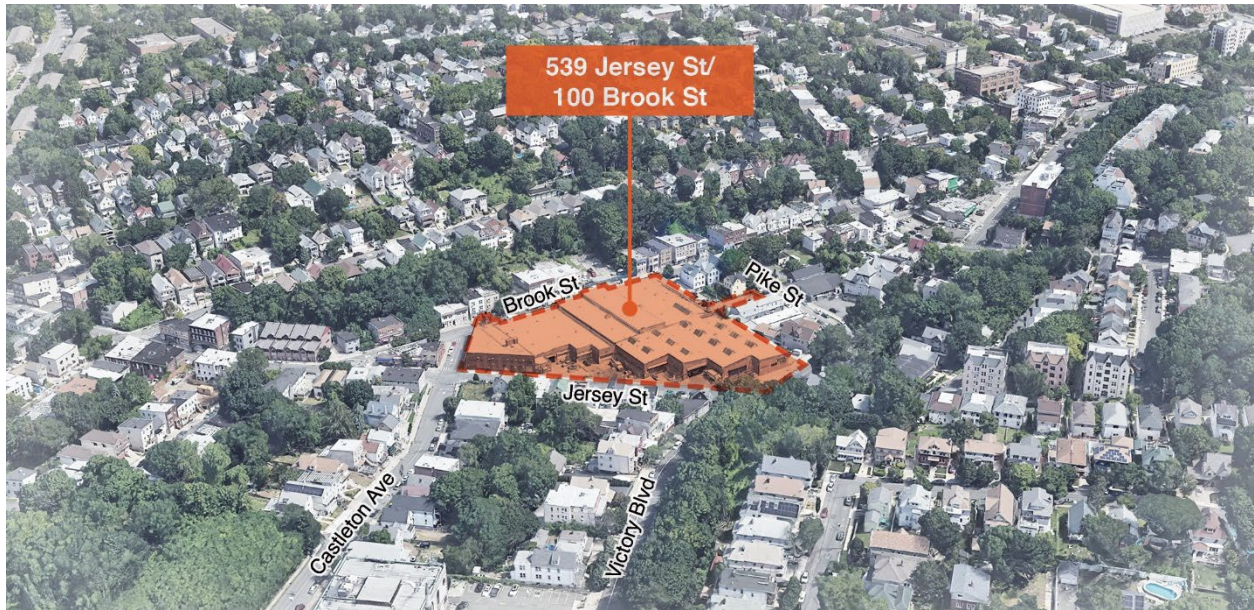 539 Jersey St/
100 Brook St
Brook St
Pike St
Jersey St
Castleton Ave
Victory Blvd